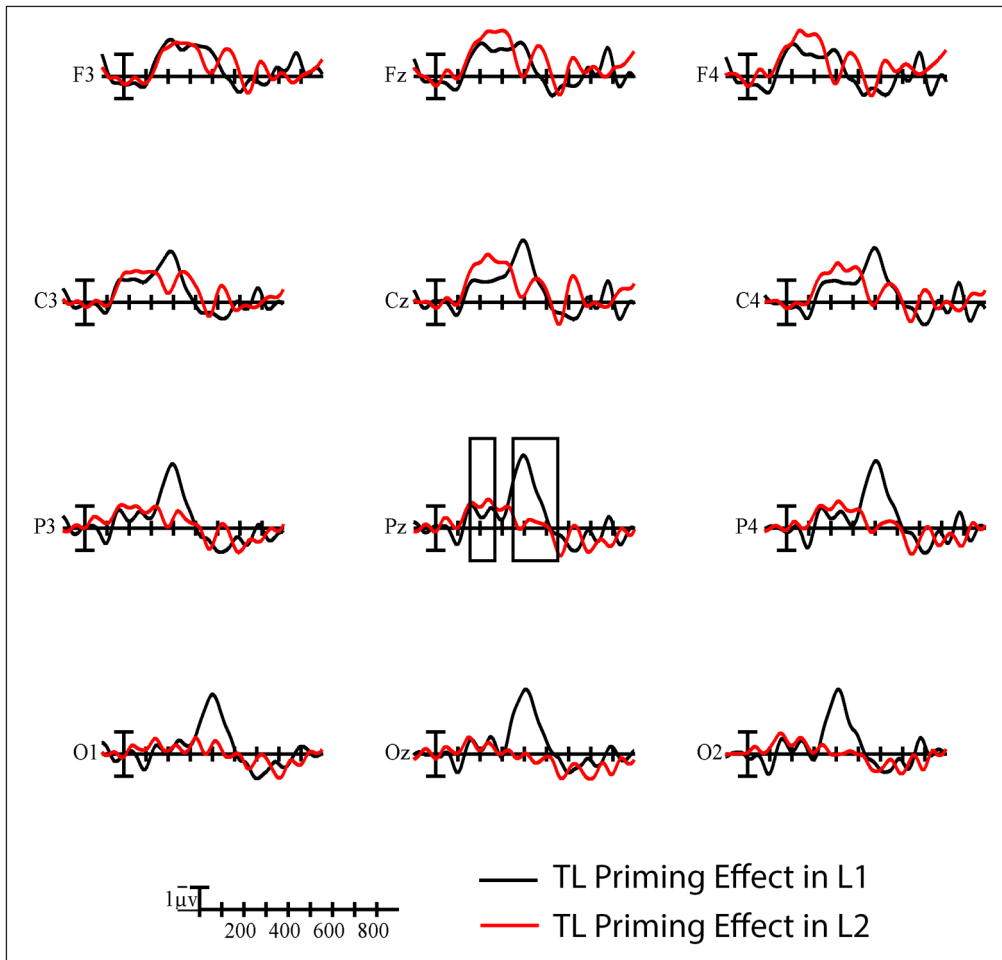 F3 Fz F4
C3 Cz C4
P3 Pz P4
O1 Oz O2
1μv
200 400 600 800
TL Priming Effect in L1
TL Priming Effect in L2